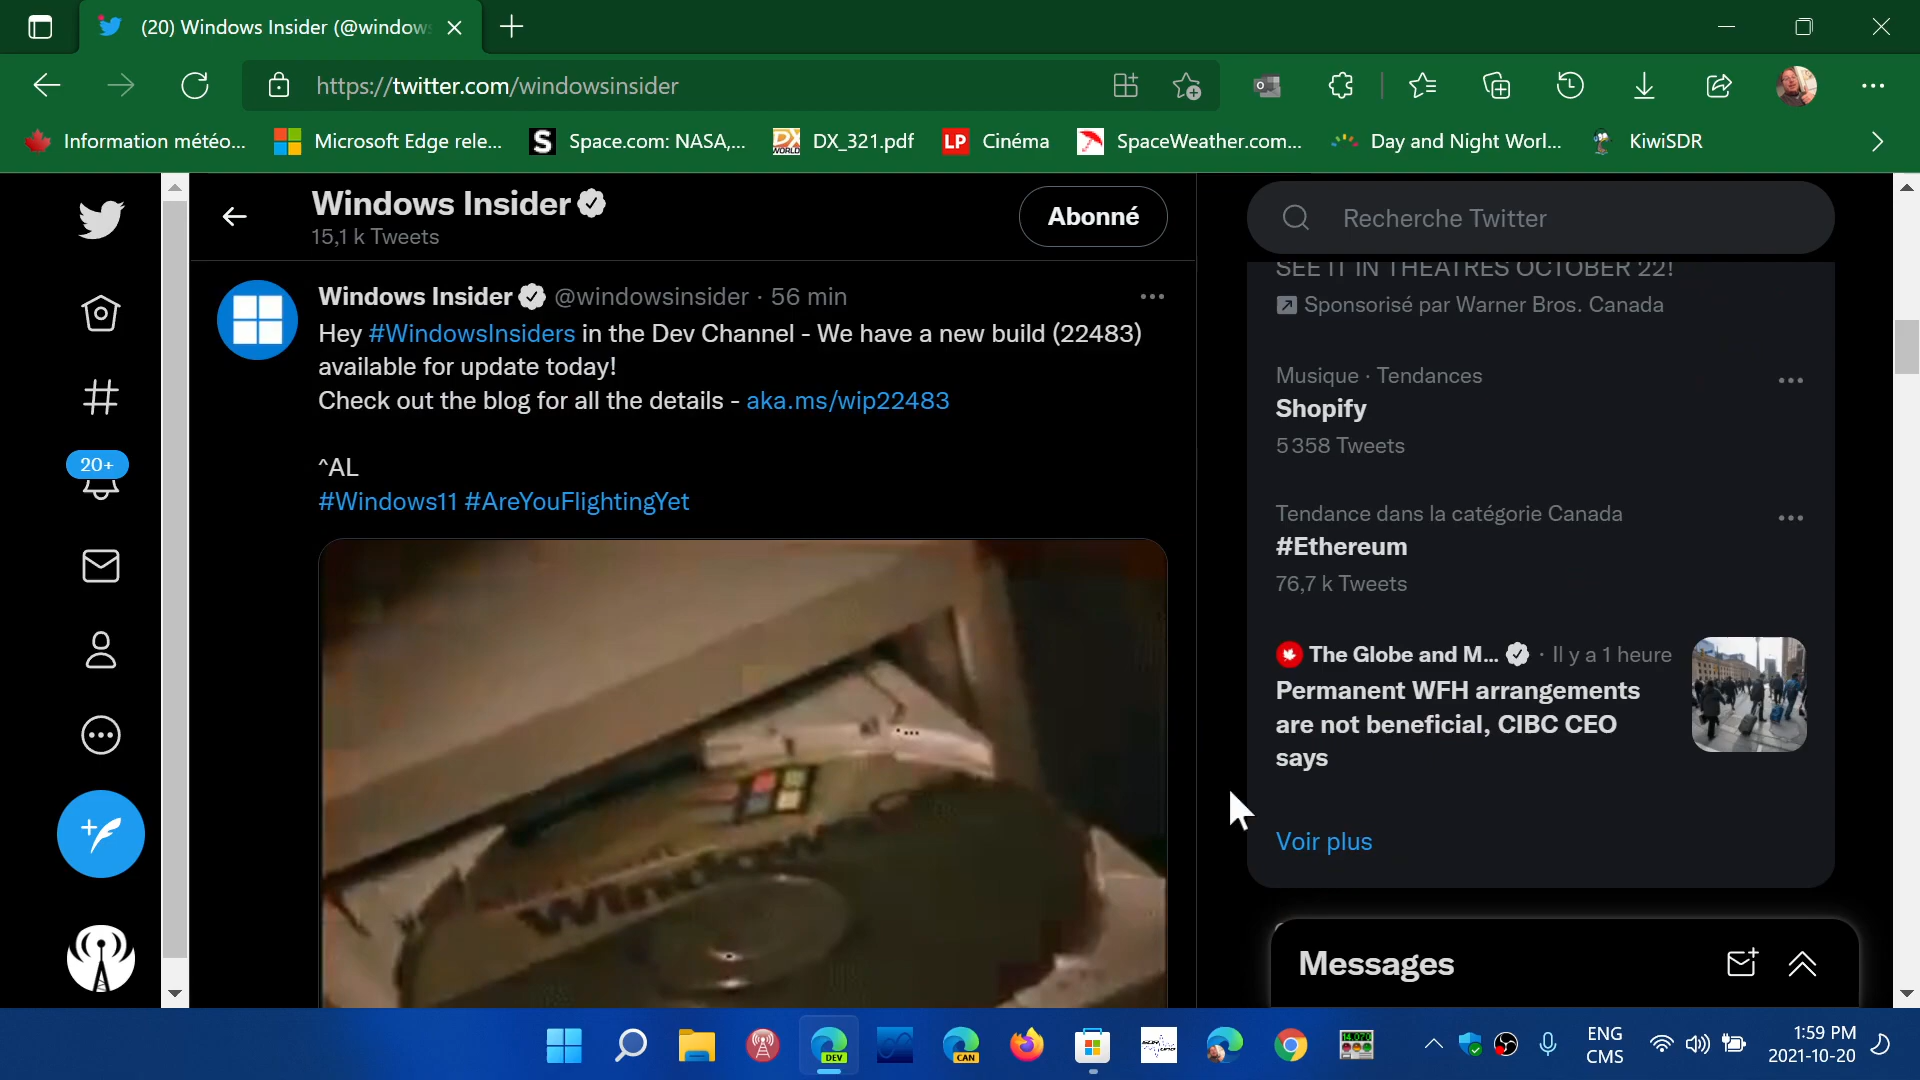 (20) Windows Insider (@window
https://twitter.com/windowsinsider
Information météo...
Microsoft Edge rele...
Space.com: NASA,...
DX_321.pdf
Cinéma
SpaceWeather.com...
Day and Night Worl...
KiwiSDR
Windows Insider
15,1 k Tweets
Abonné
Recherche Twitter
Windows Insider @windowsinsider · 56 min
Hey #WindowsInsiders in the Dev Channel - We have a new build (22483)
available for update today!
Check out the blog for all the details - aka.ms/wip22483
^AL
#Windows11 #AreYouFlightingYet
20+
Window
SEE IT IN THEATRES OCTOBER 22!
Sponsorisé par Warner Bros. Canada
Musique · Tendances
Shopify
5 358 Tweets
Tendance dans la catégorie Canada
#Ethereum
76,7 k Tweets
The Globe and M... · Il y a 1 heure
Permanent WFH arrangements
are not beneficial, CIBC CEO
says
Voir plus
Messages
DEV
CAN
ENG
CMS
1:59 PM
2021-10-20